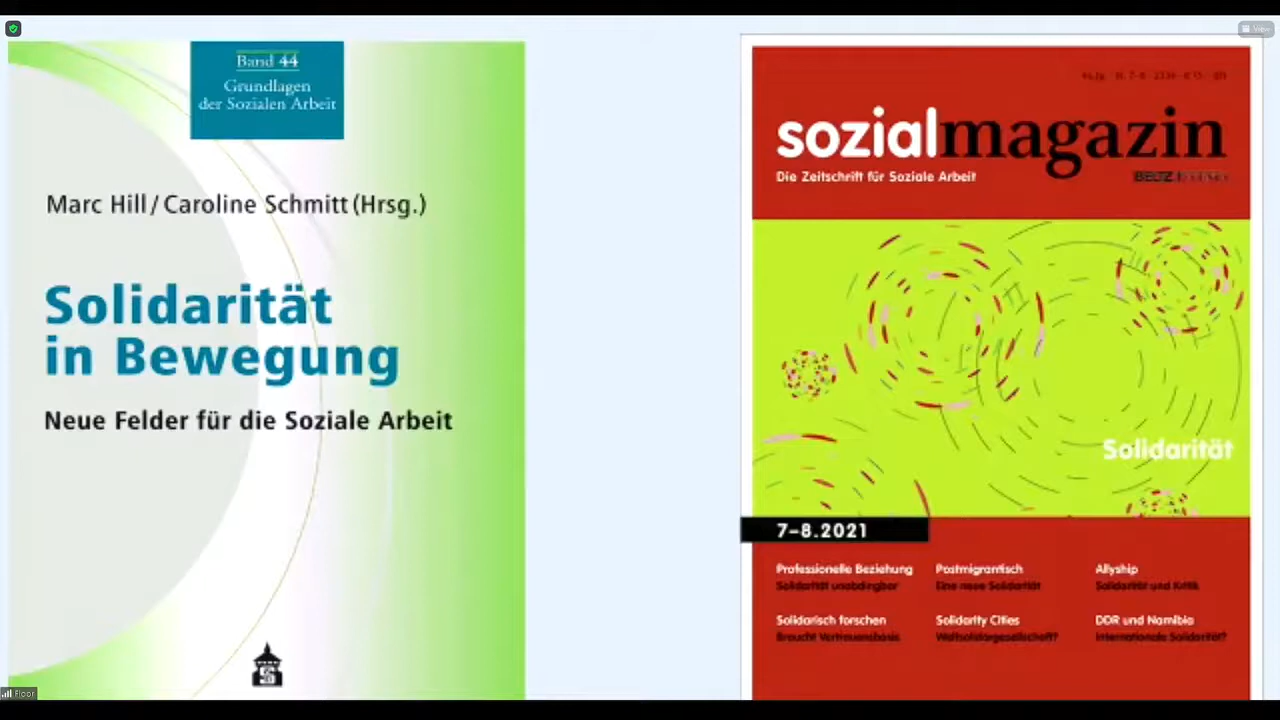 Band 44
Grundlagen
der Sozialen Arbeit
Marc Hill / Caroline Schmitt (Hrsg.)
Solidarität
in Bewegung
Neue Felder für die Soziale Arbeit
sozialmagazin
Die Zeitschrift für Soziale Arbeit
BELTZ
Solidarität
7–8.2021
Professionelle Beziehung
Solidarität unabdingbar
Postmigrantisch
Eine neue Solidarität
Allyship
Solidarität und Kritik
Solidarisch forschen
Braucht Vertrauensbasis
Solidarity Cities
Weltsolidargesellschaft?
DDR und Namibia
Internationale Solidarität?
View
Floor